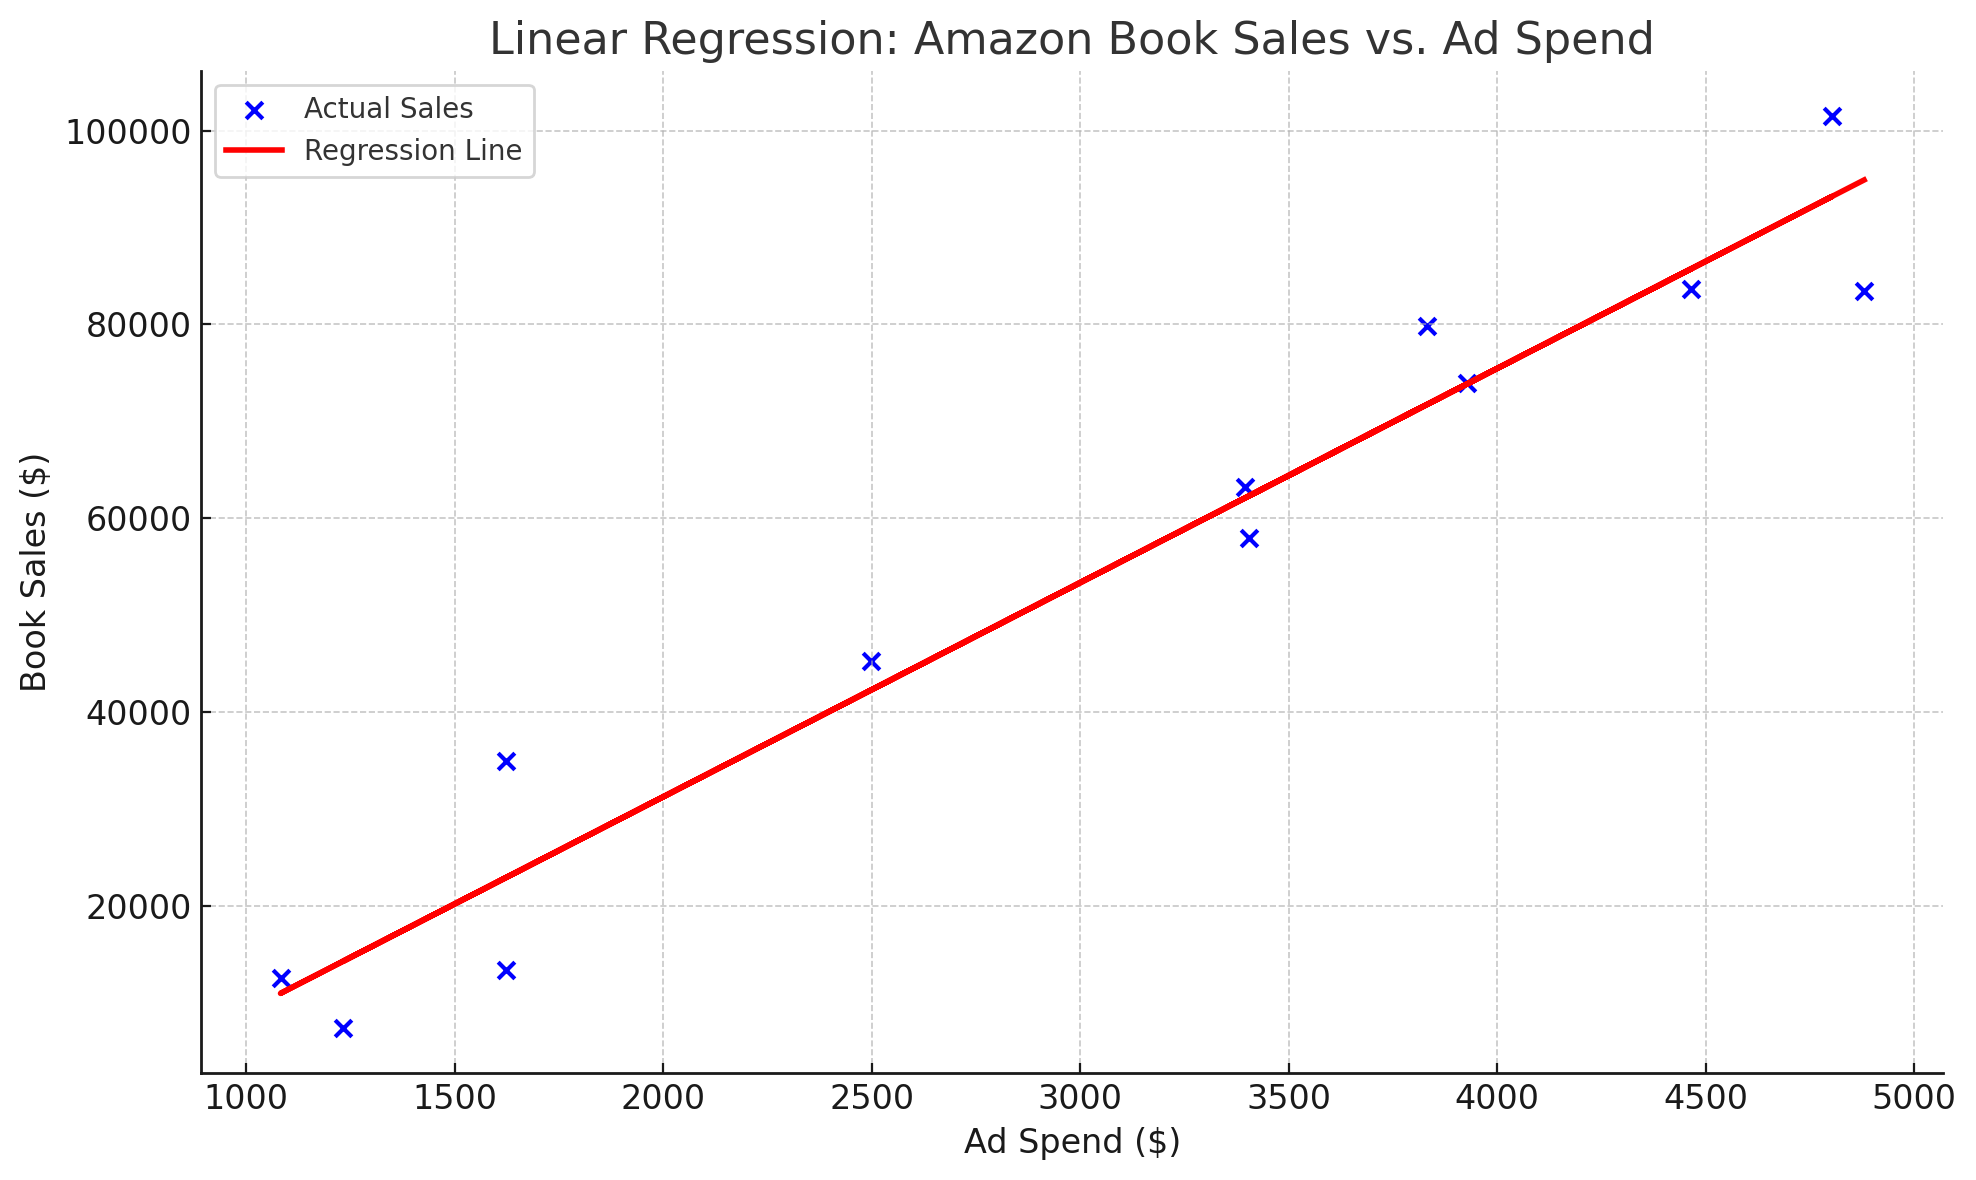 Linear Regression: Amazon Book Sales vs. Ad Spend
Actual Sales
Regression Line
100000
80000
60000
40000
20000
Book Sales ($)
1000 1500 2000 2500 3000 3500 4000 4500 5000
Ad Spend ($)